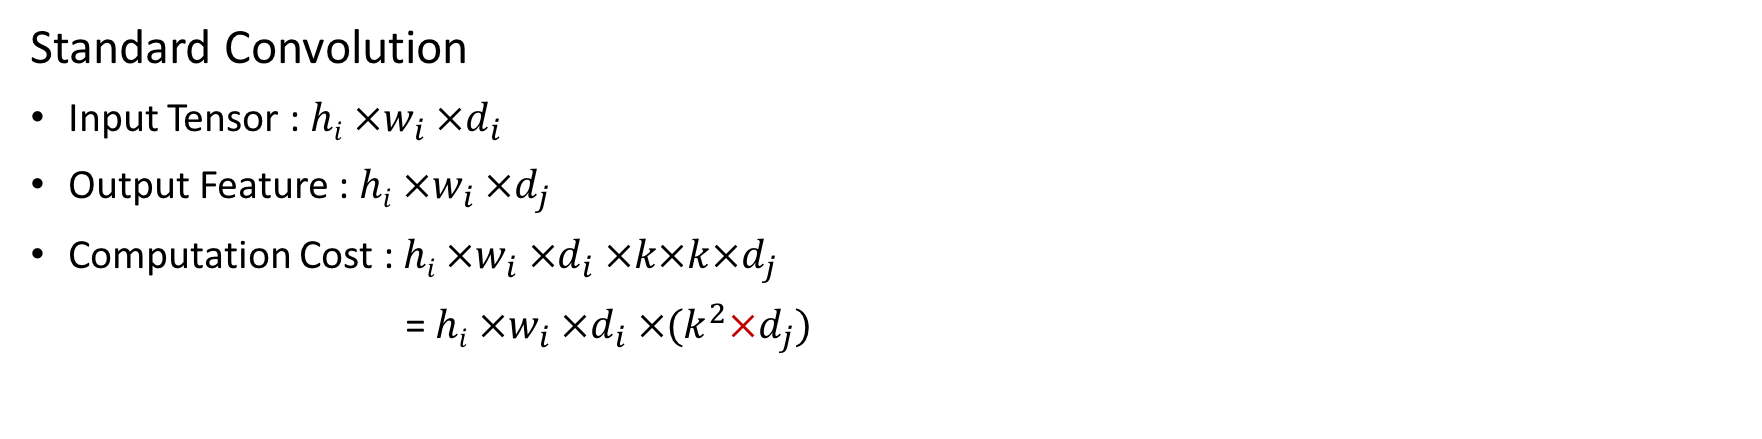 Standard Convolution
• Input Tensor : hᵢ ×wᵢ ×dᵢ
• Output Feature : hᵢ ×wᵢ ×dⱼ
• Computation Cost : hᵢ ×wᵢ ×dᵢ ×k×k×dⱼ
= hᵢ ×wᵢ ×dᵢ ×(k²×dⱼ)